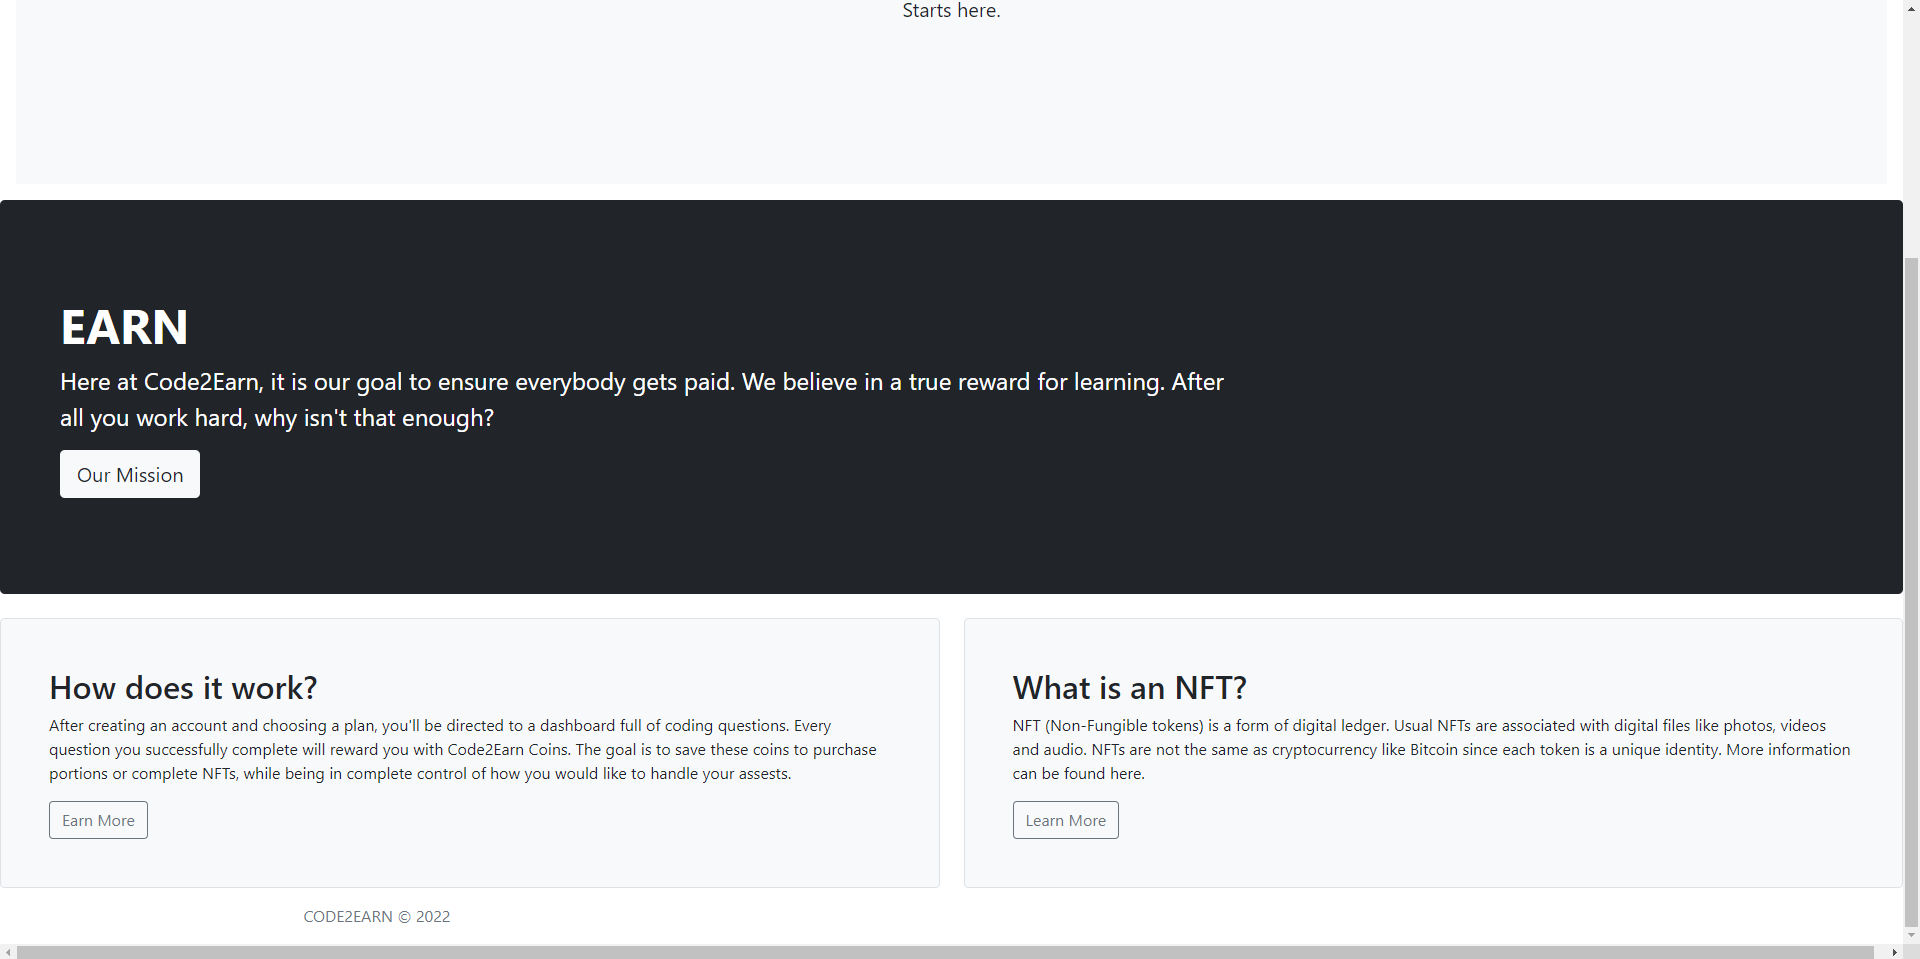 Starts here.
EARN
Here at Code2Earn, it is our goal to ensure everybody gets paid. We believe in a true reward for learning. After
all you work hard, why isn't that enough?
Our Mission
How does it work?
After creating an account and choosing a plan, you'll be directed to a dashboard full of coding questions. Every
question you successfully complete will reward you with Code2Earn Coins. The goal is to save these coins to purchase
portions or complete NFTs, while being in complete control of how you would like to handle your assests.
Earn More
What is an NFT?
NFT (Non-Fungible tokens) is a form of digital ledger. Usual NFTs are associated with digital files like photos, videos
and audio. NFTs are not the same as cryptocurrency like Bitcoin since each token is a unique identity. More information
can be found here.
Learn More
CODE2EARN © 2022